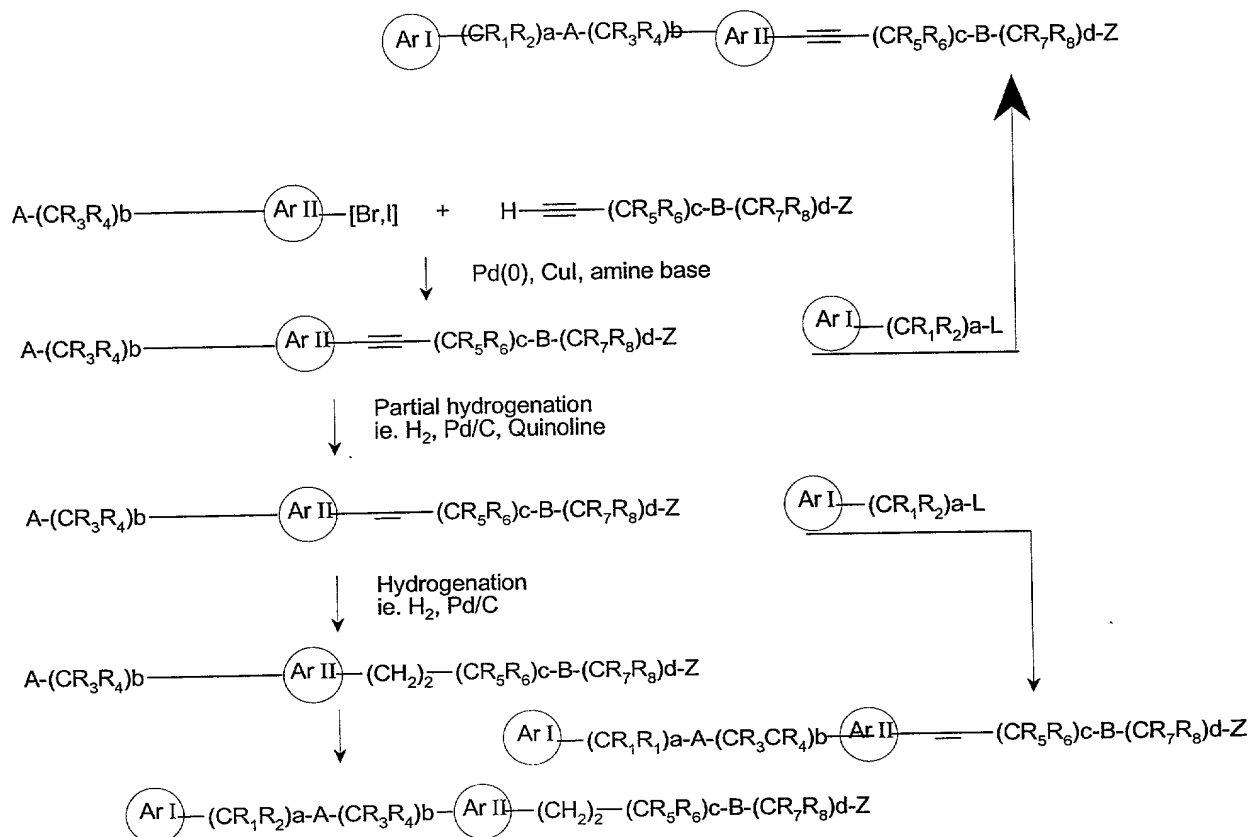 Ar I (CR₁R₂)a-A-(CR₃R₄)b Ar II (CR₅R₆)c-B-(CR₇R₈)d-Z
A-(CR₃R₄)b Ar II [Br,I] + H (CR₅R₆)c-B-(CR₇R₈)d-Z
Pd(0), CuI, amine base
Ar I (CR₁R₂)a-L
A-(CR₃R₄)b Ar II (CR₅R₆)c-B-(CR₇R₈)d-Z
Partial hydrogenation
ie. H₂, Pd/C, Quinoline
Ar I (CR₁R₂)a-L
A-(CR₃R₄)b Ar II (CR₅R₆)c-B-(CR₇R₈)d-Z
Hydrogenation
ie. H₂, Pd/C
A-(CR₃R₄)b Ar II (CH₂)₂ (CR₅R₆)c-B-(CR₇R₈)d-Z
Ar I (CR₁R₁)a-A-(CR₃CR₄)b Ar II (CR₅R₆)c-B-(CR₇R₈)d-Z
Ar I (CR₁R₂)a-A-(CR₃R₄)b Ar II (CH₂)₂ (CR₅R₆)c-B-(CR₇R₈)d-Z